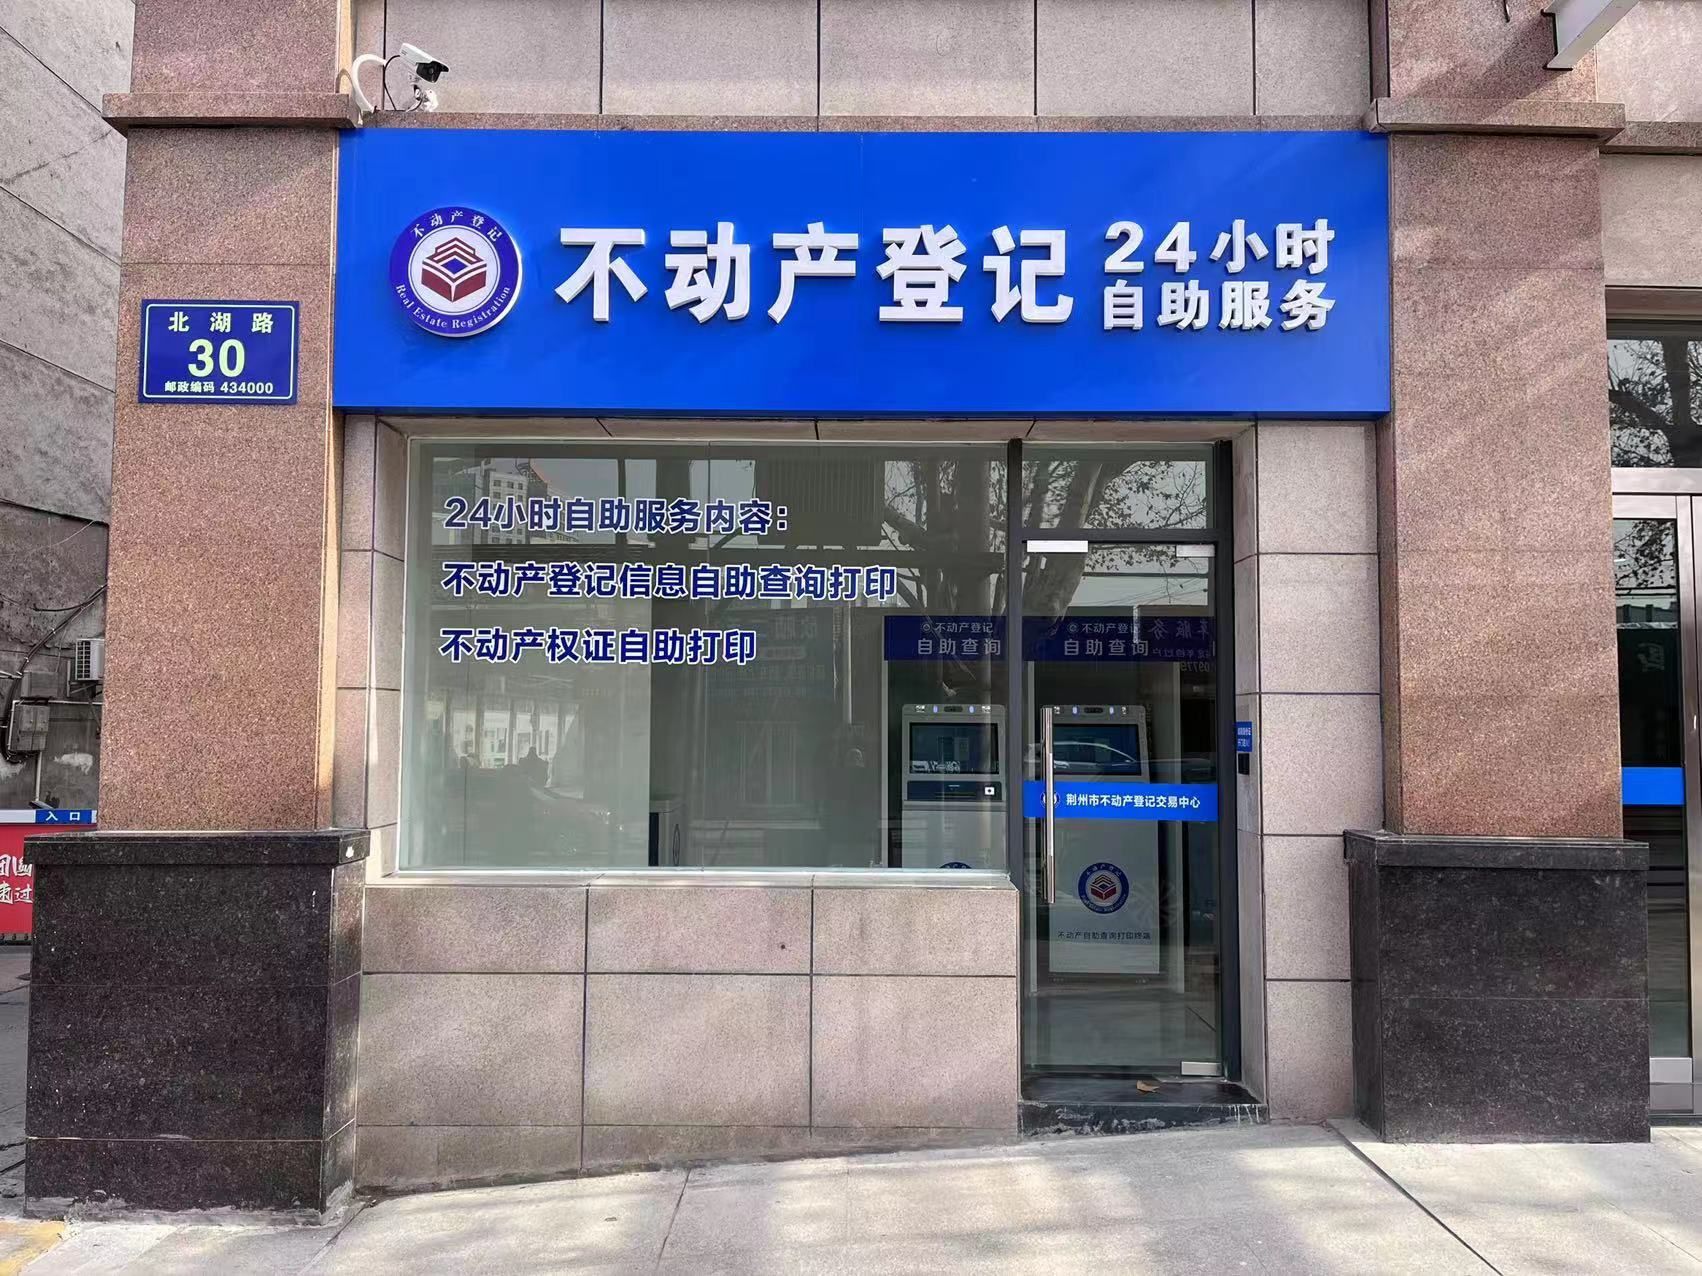 不动产登记
Real Estate Registration
不动产登记
24小时
自助服务
北湖路
30
邮政编码 434000
24小时自助服务内容：
不动产登记信息自助查询打印
不动产权证自助打印
不动产登记
自助查询
不动产登记
自助查询
荆州市不动产登记交易中心
不动产登记
不动产自助查询打印终端
入口